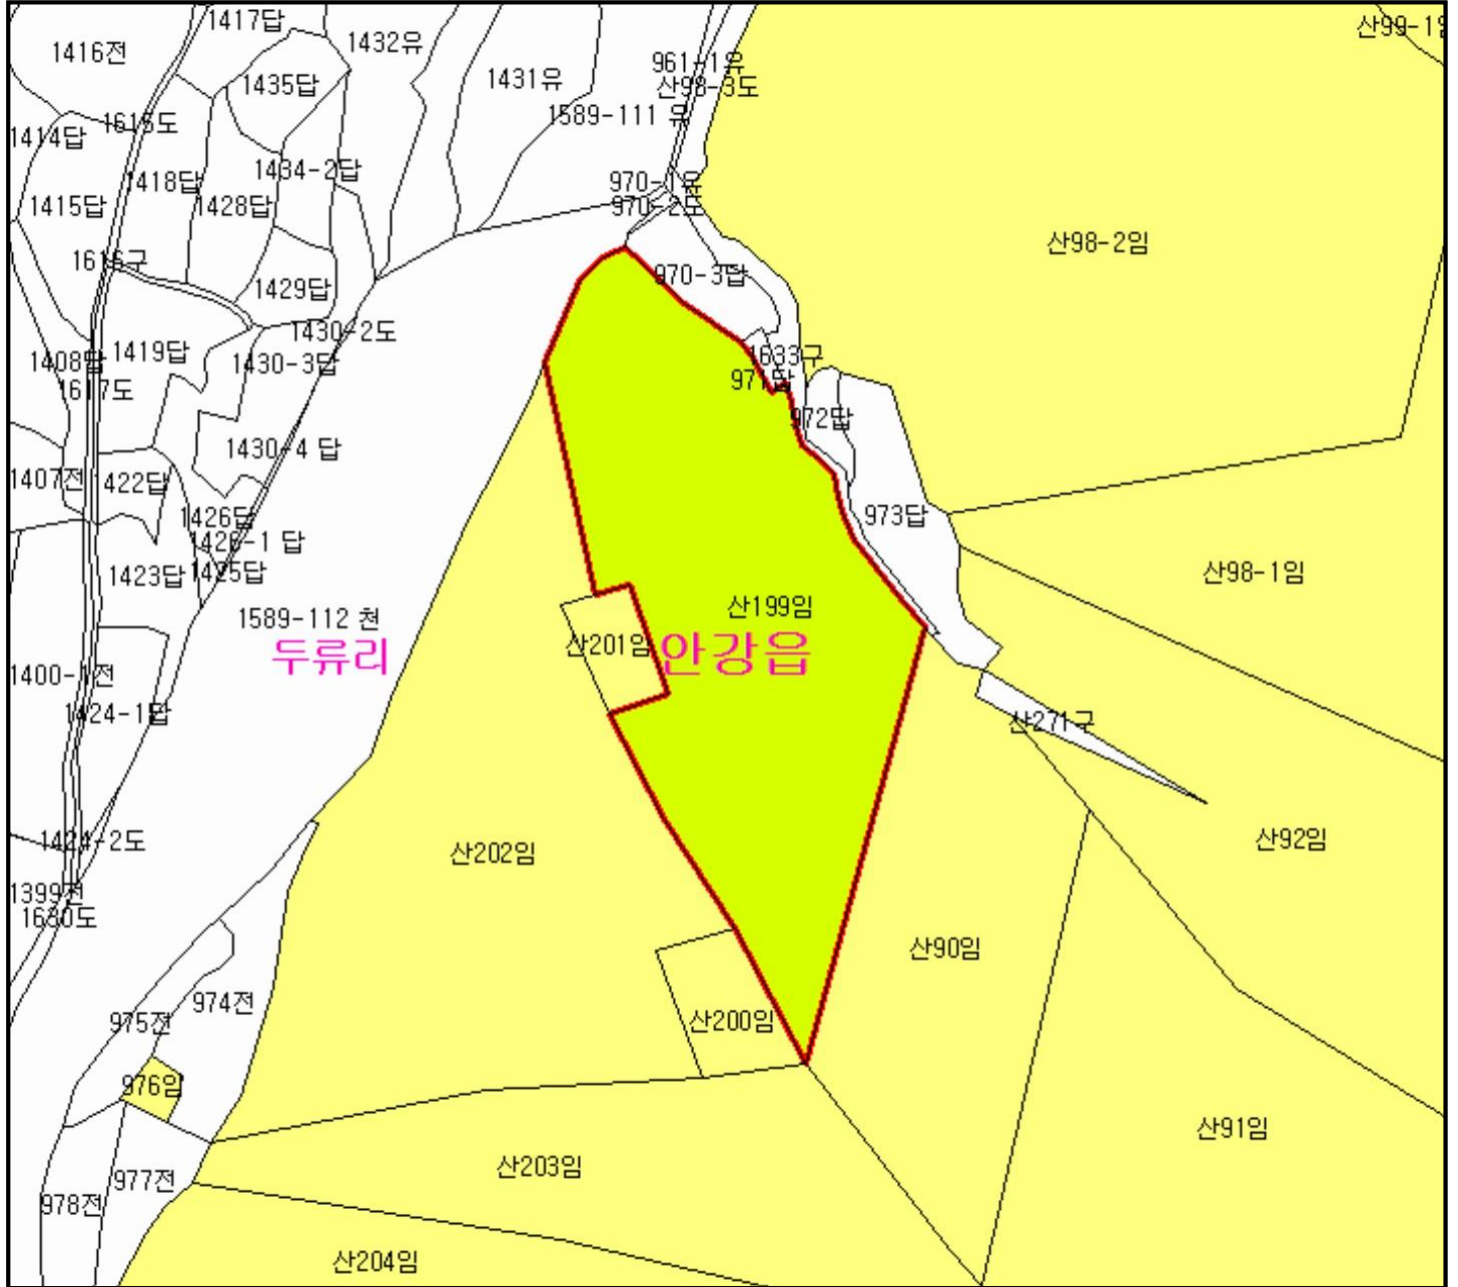 1417답
산99-1임
1416전
1432유
961-1유
1435답
1431유
산98-3도
1589-111 유
1615도
1414답
1434-2답
1418답
970-1유
1415답
1428답
970-2도
산98-2임
1616구
970-3답
1429답
1430-2도
1419답
1633구
1408답
1430-3답
971답
1617도
972답
1430-4 답
1407전
1422답
973답
1426답
1426-1 답
1423답
1425답
산98-1임
산199임
1589-112 천
산201임
두류리
안강읍
1400-1전
1424-1답
산271구
1424-2도
산202임
산92임
1399전
1630도
산90임
974전
975전
산200임
976임
산91임
산203임
977전
978전
산204임